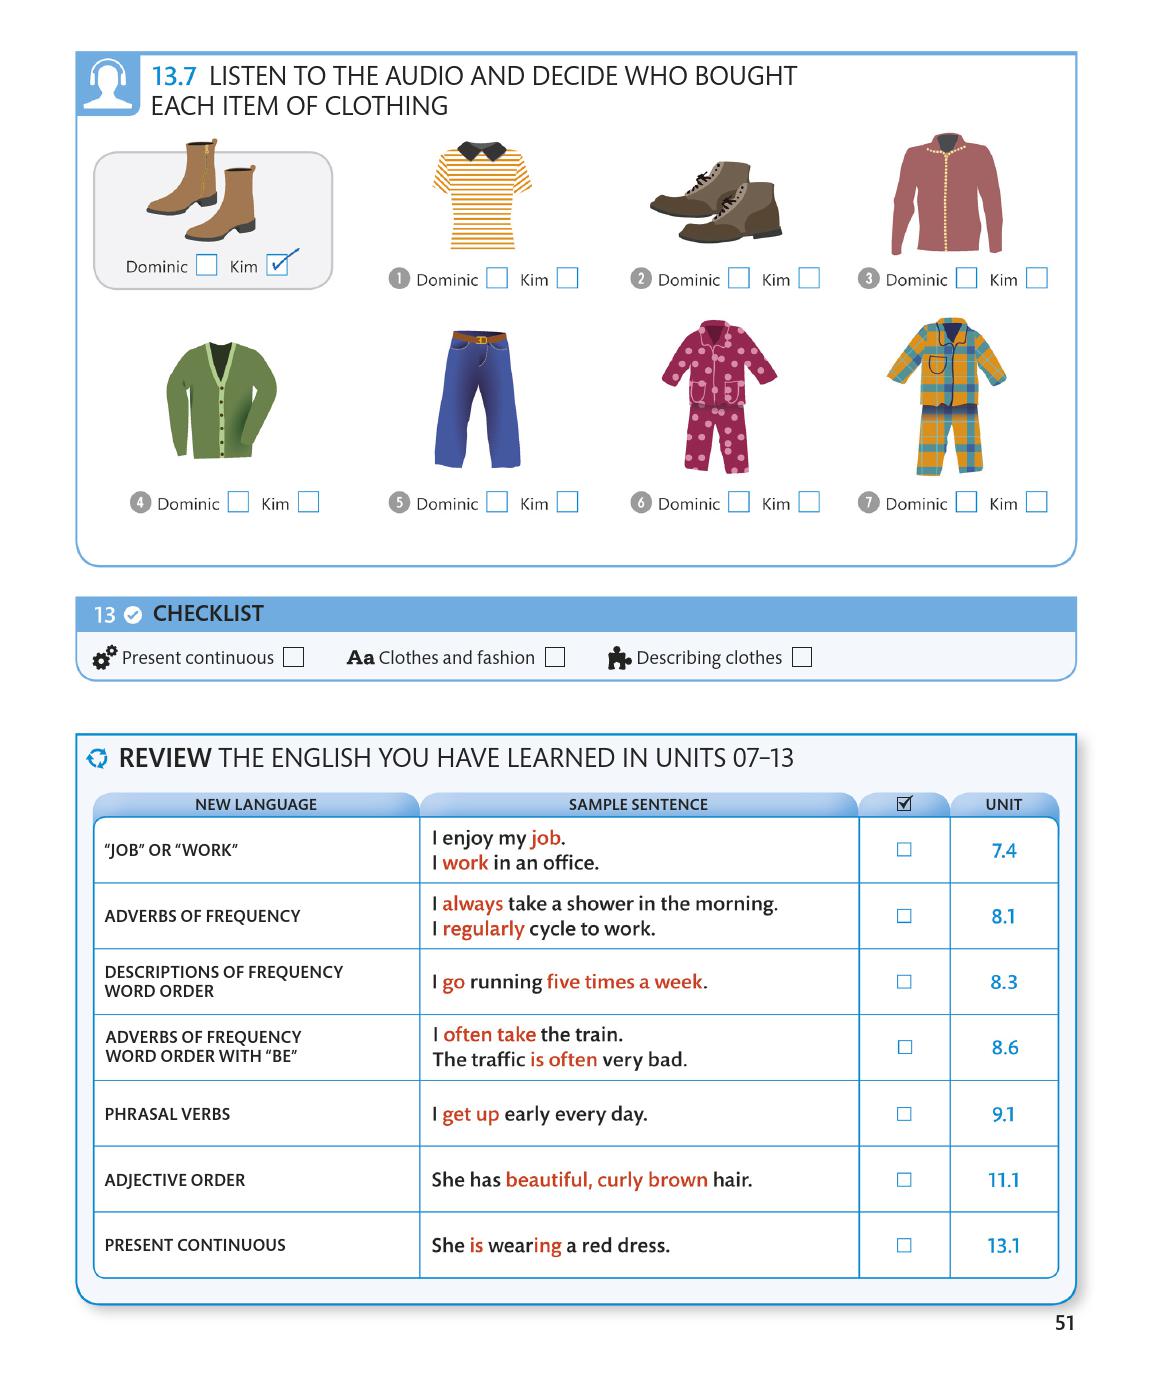 13.7 LISTEN TO THE AUDIO AND DECIDE WHO BOUGHT
EACH ITEM OF CLOTHING
Dominic Kim
1 Dominic Kim
2 Dominic Kim
3 Dominic Kim
4 Dominic Kim
5 Dominic Kim
6 Dominic Kim
7 Dominic Kim
13 CHECKLIST
Present continuous
Aa Clothes and fashion
Describing clothes
REVIEW THE ENGLISH YOU HAVE LEARNED IN UNITS 07–13
NEW LANGUAGE
SAMPLE SENTENCE
UNIT
“JOB” OR “WORK”
I enjoy my job.
I work in an office.
7.4
ADVERBS OF FREQUENCY
I always take a shower in the morning.
I regularly cycle to work.
8.1
DESCRIPTIONS OF FREQUENCY
WORD ORDER
I go running five times a week.
8.3
ADVERBS OF FREQUENCY
WORD ORDER WITH “BE”
I often take the train.
The traffic is often very bad.
8.6
PHRASAL VERBS
I get up early every day.
9.1
ADJECTIVE ORDER
She has beautiful, curly brown hair.
11.1
PRESENT CONTINUOUS
She is wearing a red dress.
13.1
51